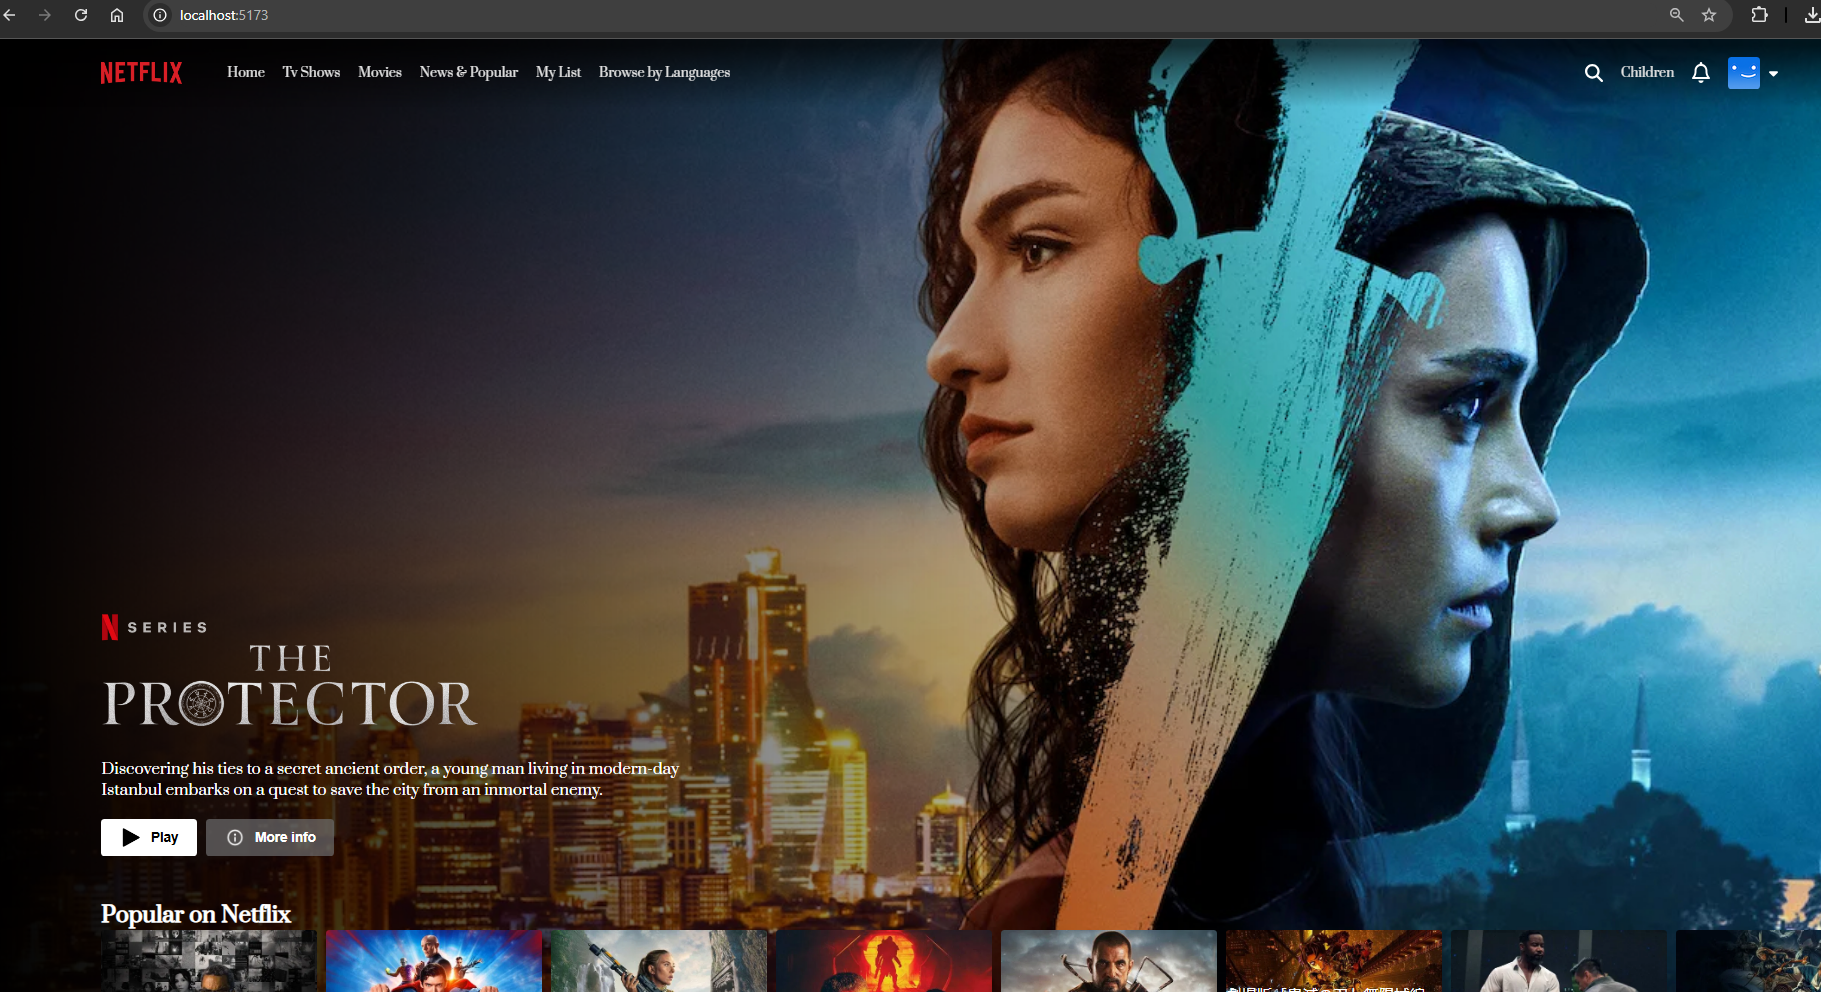 localhost:5173
NETFLIX Home Tv Shows Movies News & Popular My List Browse by Languages Children
N SERIES
THE
PROTECTOR
Discovering his ties to a secret ancient order, a young man living in modern-day
Istanbul embarks on a quest to save the city from an inmortal enemy.
Play More info
Popular on Netflix